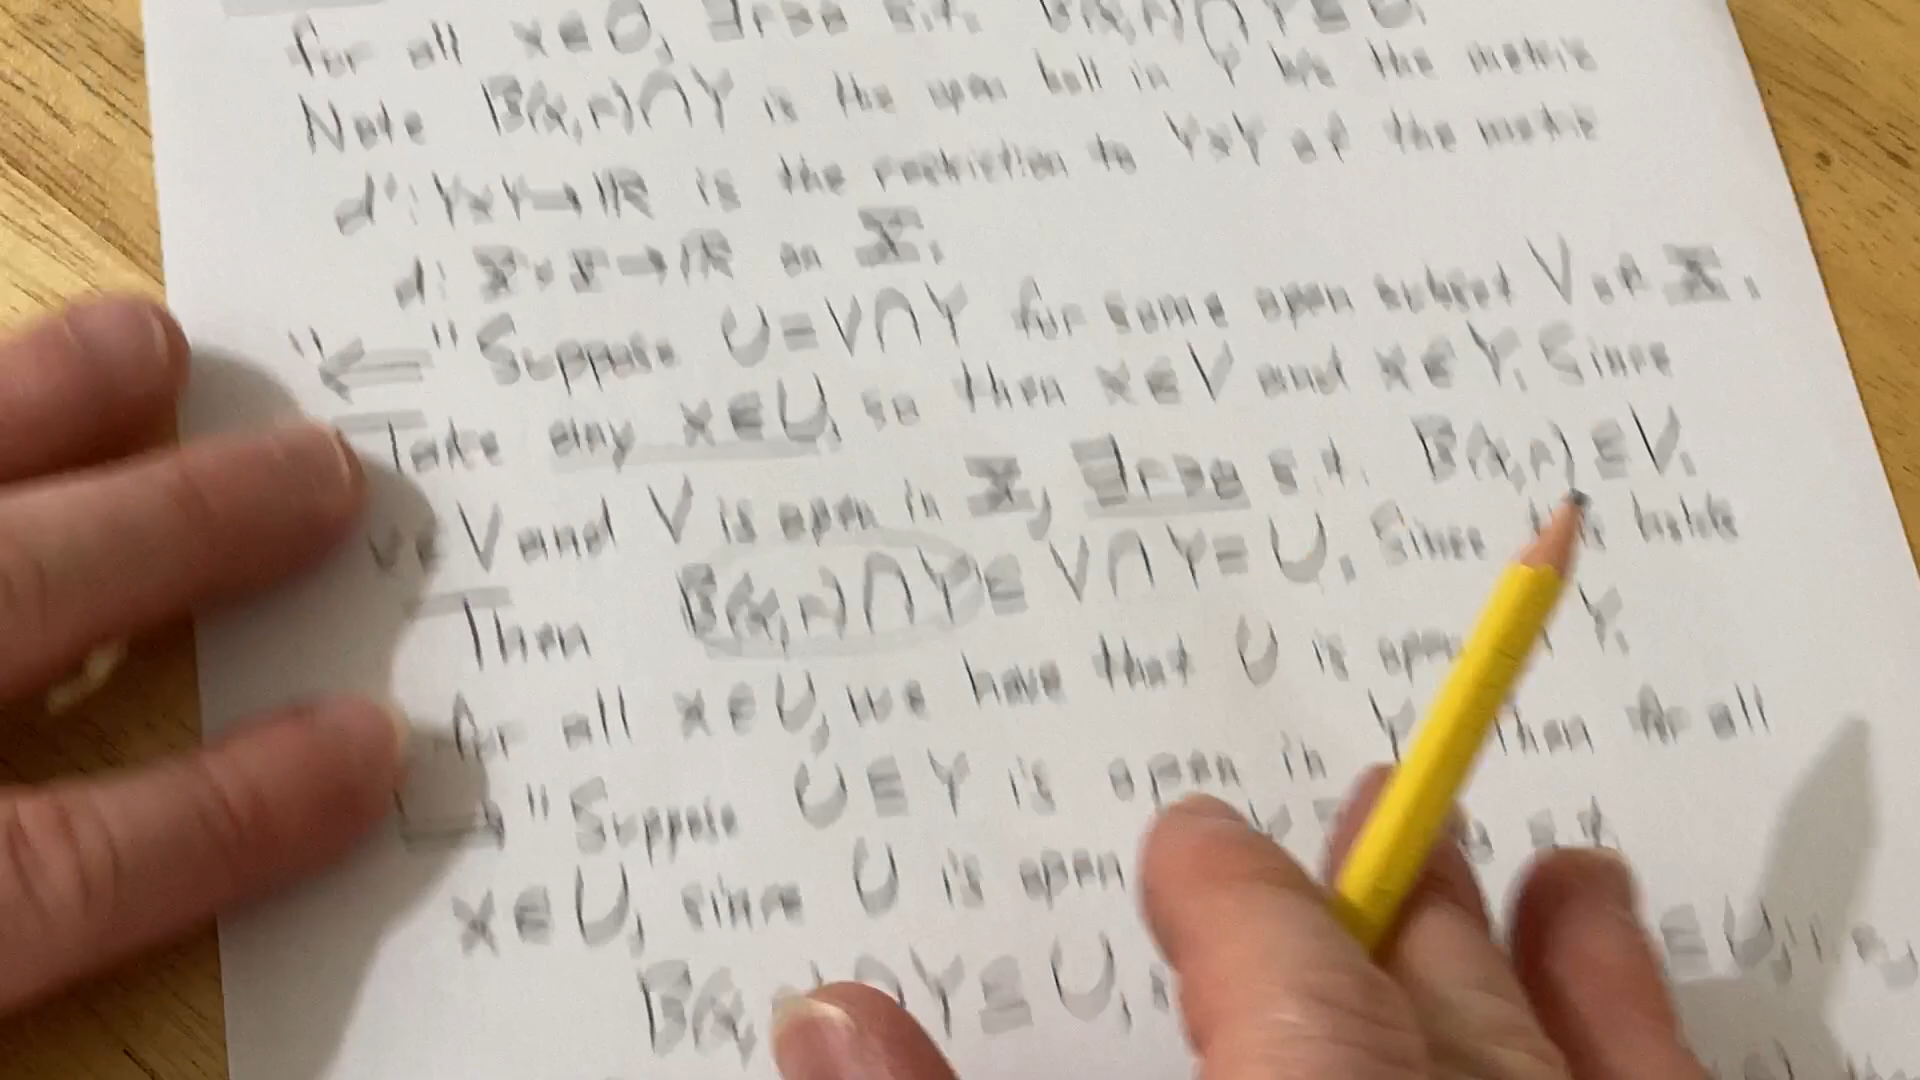 for all x∈U, ∃r>0 s.t. B(x,r)∩Y⊆U.
Note B(x,r)∩Y is the open ball in Y the metric
d': Y×Y→ℝ is the restriction to Y×Y of the metric
d: X×X→ℝ on X.
"⇐" Suppose U=V∩Y for some open subset V of X.
Take any x∈U, so then x∈V and x∈Y. Since
x∈V and V is open in X, ∃r>0 s.t. B(x,r)⊆V.
Then B(x,r)∩Y⊆V∩Y=U. Since this holds
for all x∈U, we have that U is open Y.
" Suppose U⊆Y is open in Y. Then for all
x∈U, since U is open s.t.
B(x, ∩Y⊆U, ⊆U,